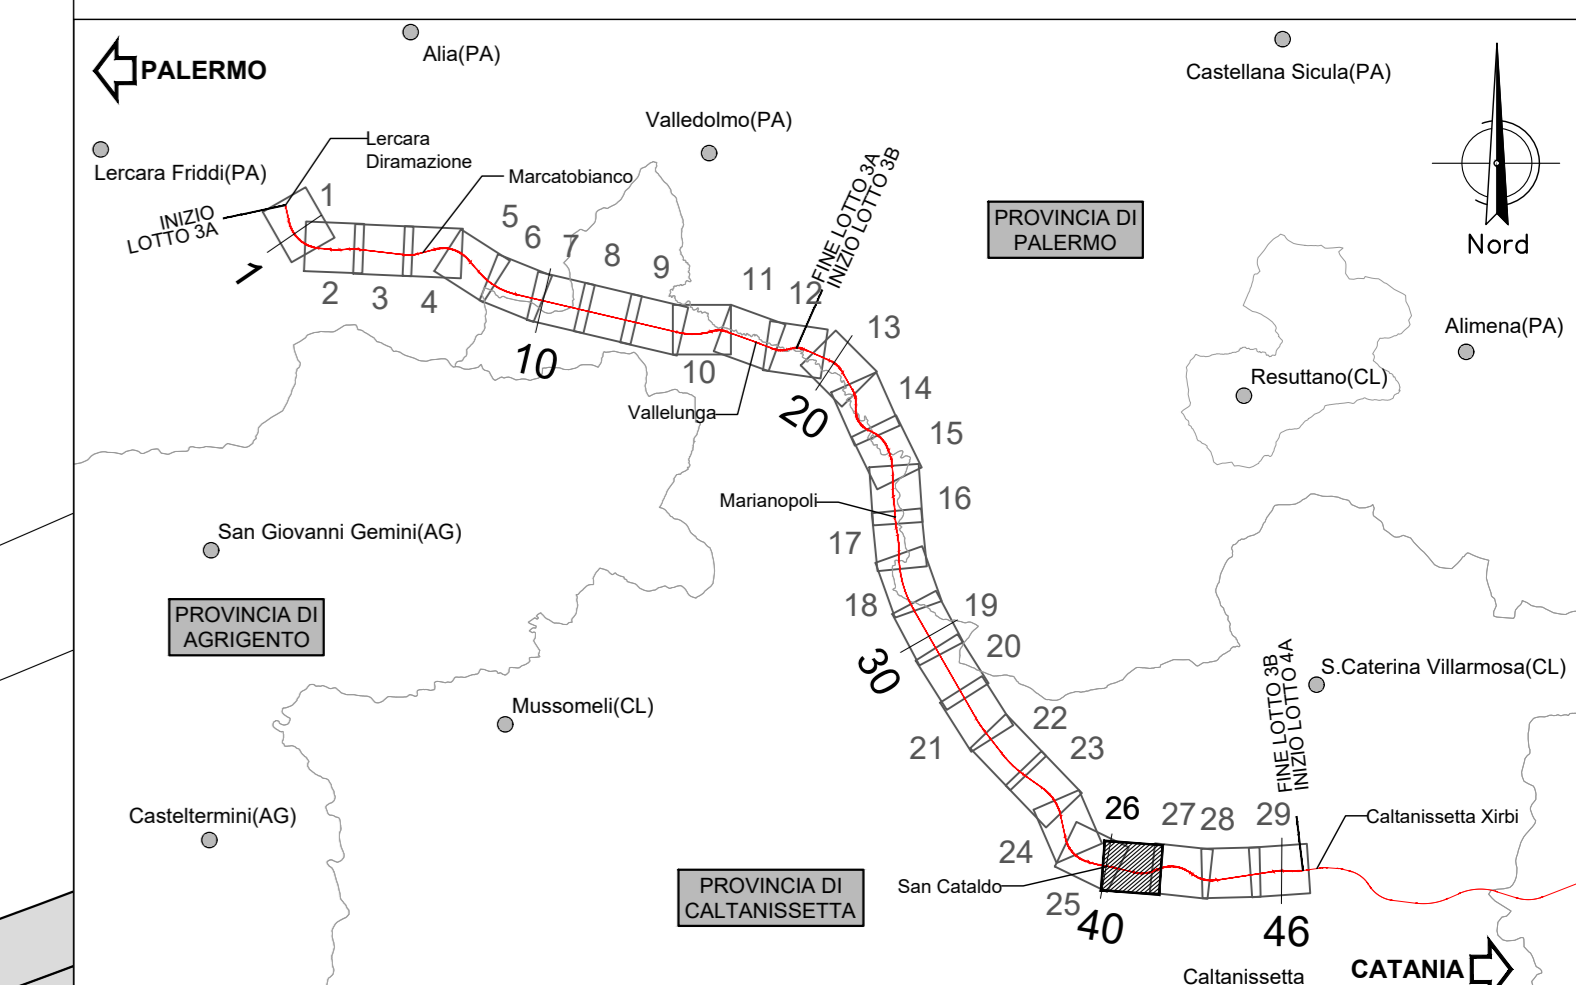 PALERMO
Alia(PA)
Castellana Sicula(PA)
Valledolmo(PA)
Lercara
Diramazione
Lercara Friddi(PA)
Marcatobianco
INIZIO
LOTTO 3A
FINE LOTTO 3A
INIZIO LOTTO 3B
PROVINCIA DI
PALERMO
Nord
1
1
2
3
4
5
6
7
8
9
10
10
11
12
13
Alimena(PA)
Resuttano(CL)
Vallelunga
20
14
15
Marianopoli
16
17
San Giovanni Gemini(AG)
PROVINCIA DI
AGRIGENTO
18
19
20
30
Mussomeli(CL)
21
22
23
FINE LOTTO 3B
INIZIO LOTTO 4A
S.Caterina Villarmosa(CL)
Casteltermini(AG)
26
27
28
29
Caltanissetta Xirbi
24
San Cataldo
25
40
46
PROVINCIA DI
CALTANISSETTA
CATANIA
Caltanissetta